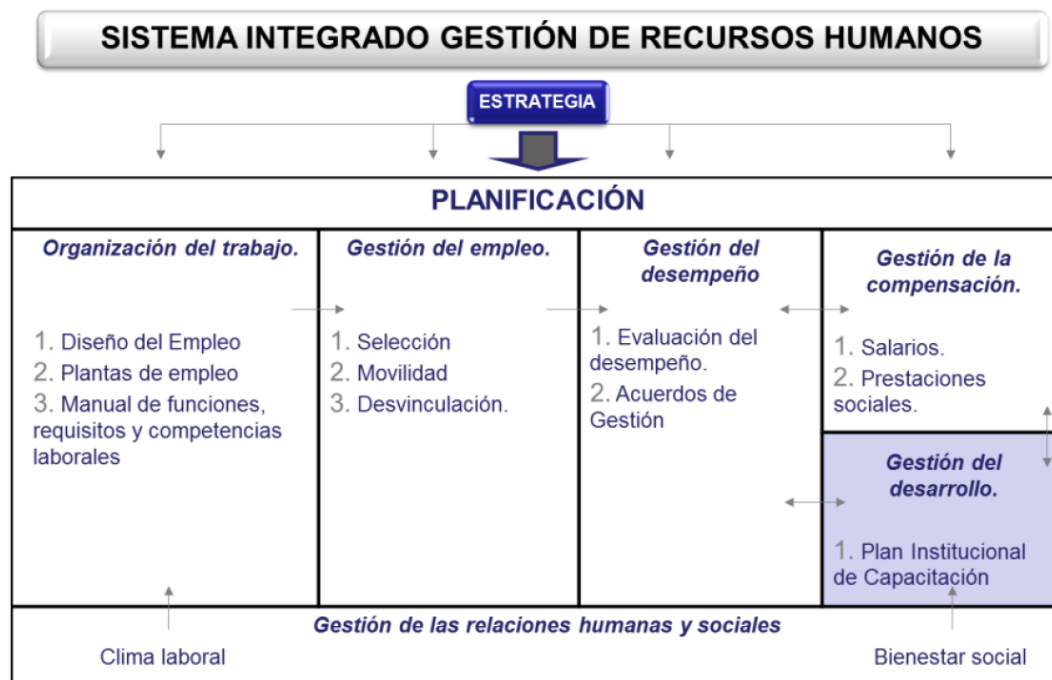 SISTEMA INTEGRADO GESTIÓN DE RECURSOS HUMANOS
ESTRATEGIA
PLANIFICACIÓN
Organización del trabajo.
1. Diseño del Empleo
2. Plantas de empleo
3. Manual de funciones,
requisitos y competencias
laborales
Gestión del empleo.
1. Selección
2. Movilidad
3. Desvinculación.
Gestión del
desempeño
1. Evaluación del
desempeño.
2. Acuerdos de
Gestión
Gestión de la
compensación.
1. Salarios.
2. Prestaciones
sociales.
Gestión del
desarrollo.
1. Plan Institucional
de Capacitación
Gestión de las relaciones humanas y sociales
Clima laboral
Bienestar social